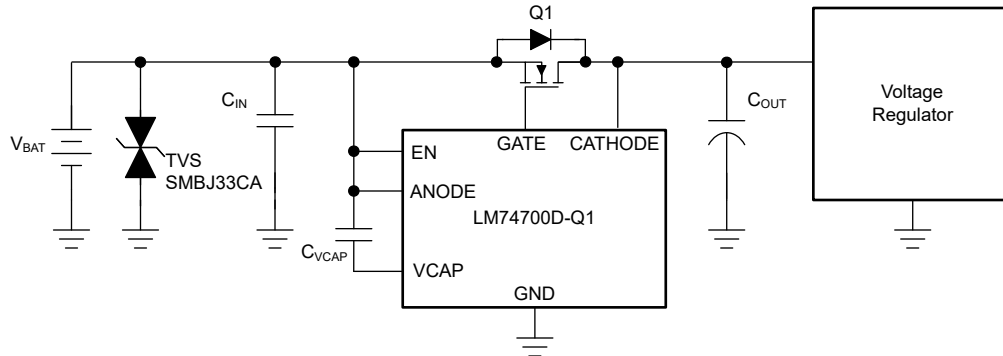 Q1
C_IN
C_OUT
Voltage
Regulator
V_BAT
TVS
SMBJ33CA
GATE
CATHODE
EN
ANODE
LM74700D-Q1
C_VCAP
VCAP
GND